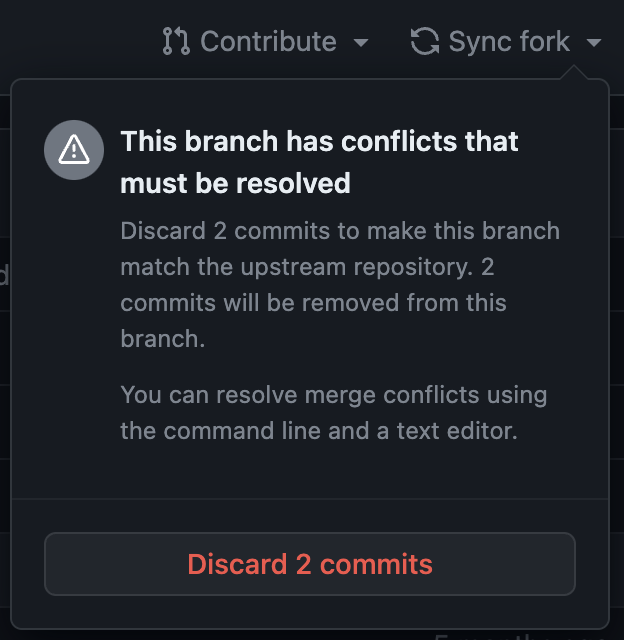 Contribute Sync fork
This branch has conflicts that
must be resolved
Discard 2 commits to make this branch
match the upstream repository. 2
commits will be removed from this
branch.
You can resolve merge conflicts using
the command line and a text editor.
Discard 2 commits